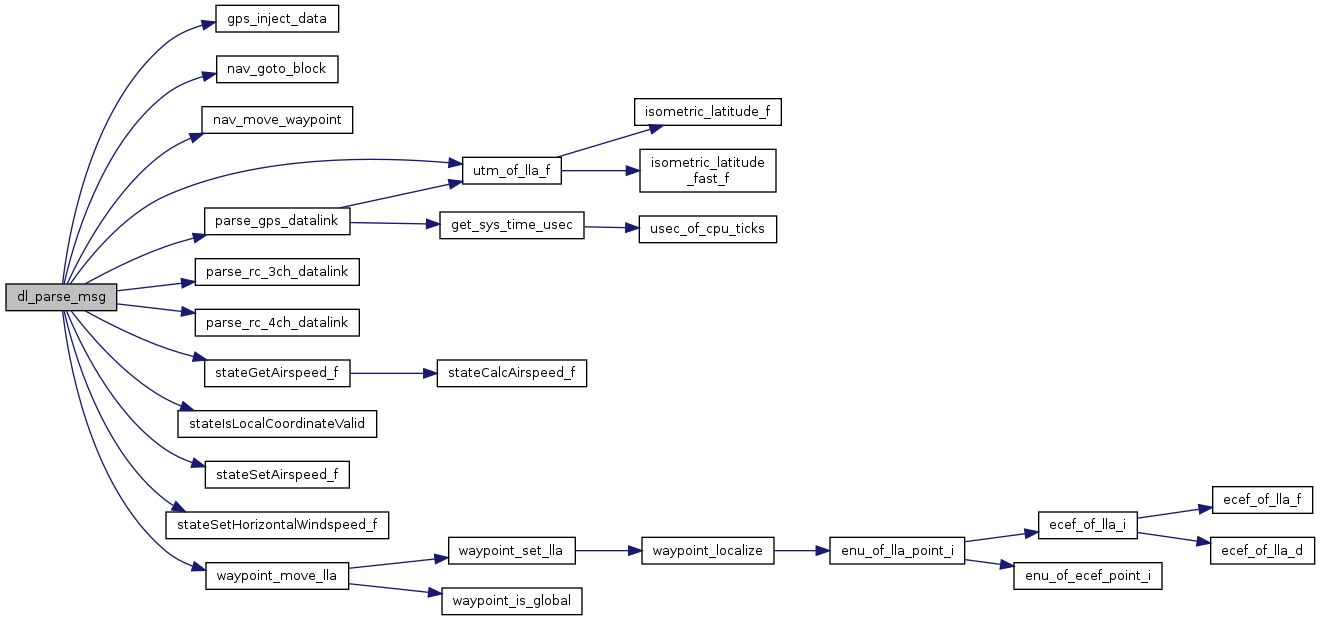 gps_inject_data
nav_goto_block
nav_move_waypoint
isometric_latitude_f
isometric_latitude
_fast_f
utm_of_lla_f
parse_gps_datalink
get_sys_time_usec
usec_of_cpu_ticks
parse_rc_3ch_datalink
dl_parse_msg
parse_rc_4ch_datalink
stateGetAirspeed_f
stateCalcAirspeed_f
stateIsLocalCoordinateValid
stateSetAirspeed_f
stateSetHorizontalWindspeed_f
waypoint_move_lla
waypoint_set_lla
waypoint_is_global
waypoint_localize
enu_of_lla_point_i
ecef_of_lla_i
enu_of_ecef_point_i
ecef_of_lla_f
ecef_of_lla_d